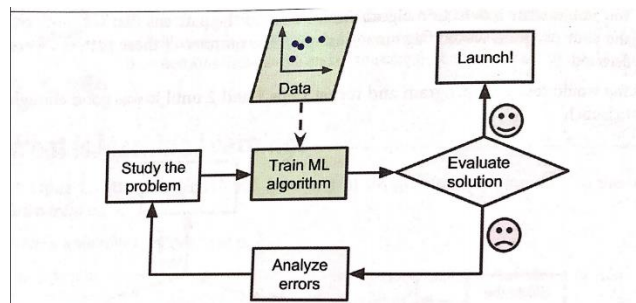 Launch!
Data
Study the
problem
Train ML
algorithm
Evaluate
solution
Analyze
errors